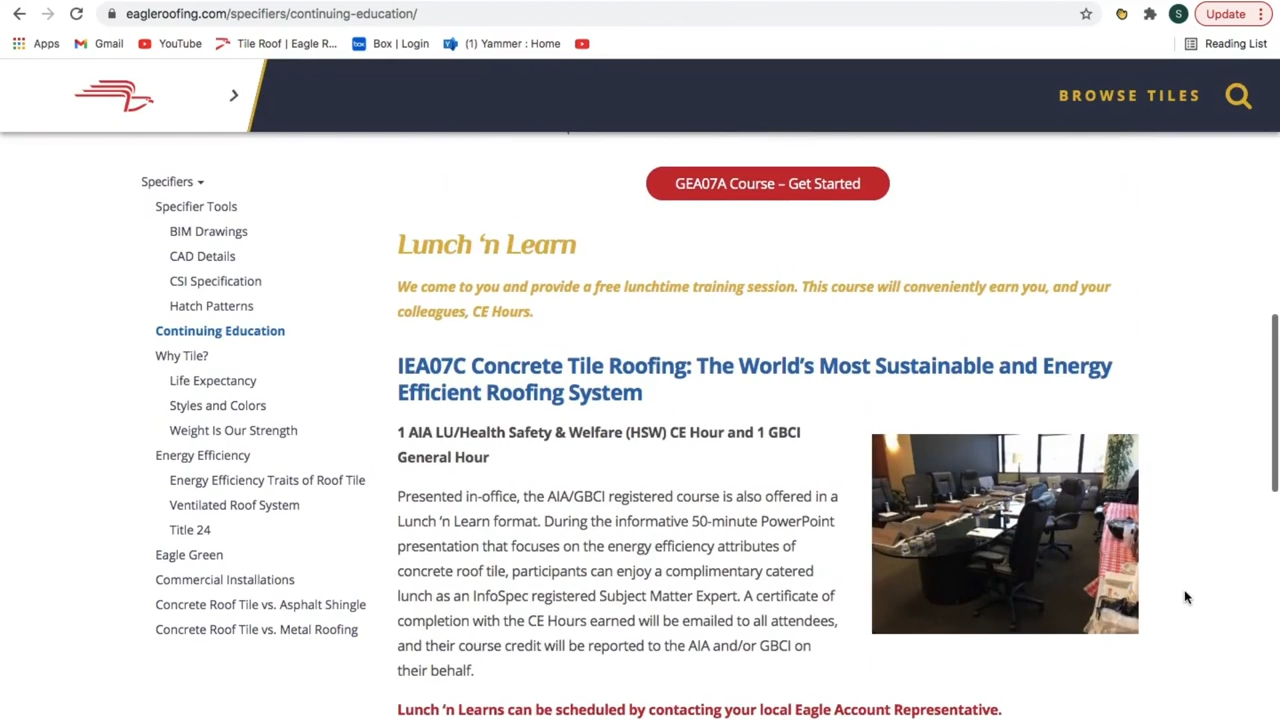 eagleroofing.com/specifiers/continuing-education/
S
Update
Apps
Gmail
YouTube
Tile Roof | Eagle R...
box
Box | Login
(1) Yammer : Home
Reading List
BROWSE TILES
Specifiers
Specifier Tools
BIM Drawings
CAD Details
CSI Specification
Hatch Patterns
Continuing Education
Why Tile?
Life Expectancy
Styles and Colors
Weight Is Our Strength
Energy Efficiency
Energy Efficiency Traits of Roof Tile
Ventilated Roof System
Title 24
Eagle Green
Commercial Installations
Concrete Roof Tile vs. Asphalt Shingle
Concrete Roof Tile vs. Metal Roofing
GEA07A Course – Get Started
Lunch ‘n Learn
We come to you and provide a free lunchtime training session. This course will conveniently earn you, and your
colleagues, CE Hours.
IEA07C Concrete Tile Roofing: The World’s Most Sustainable and Energy
Efficient Roofing System
1 AIA LU/Health Safety & Welfare (HSW) CE Hour and 1 GBCI
General Hour
Presented in-office, the AIA/GBCI registered course is also offered in a
Lunch ‘n Learn format. During the informative 50-minute PowerPoint
presentation that focuses on the energy efficiency attributes of
concrete roof tile, participants can enjoy a complimentary catered
lunch as an InfoSpec registered Subject Matter Expert. A certificate of
completion with the CE Hours earned will be emailed to all attendees,
and their course credit will be reported to the AIA and/or GBCI on
their behalf.
Lunch ‘n Learns can be scheduled by contacting your local Eagle Account Representative.